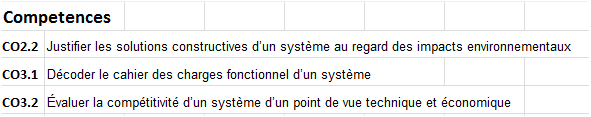 Competences
CO2.2 Justifier les solutions constructives d'un système au regard des impacts environnementaux
CO3.1 Décoder le cahier des charges fonctionnel d'un système
CO3.2 Évaluer la compétitivité d'un système d'un point de vue technique et économique